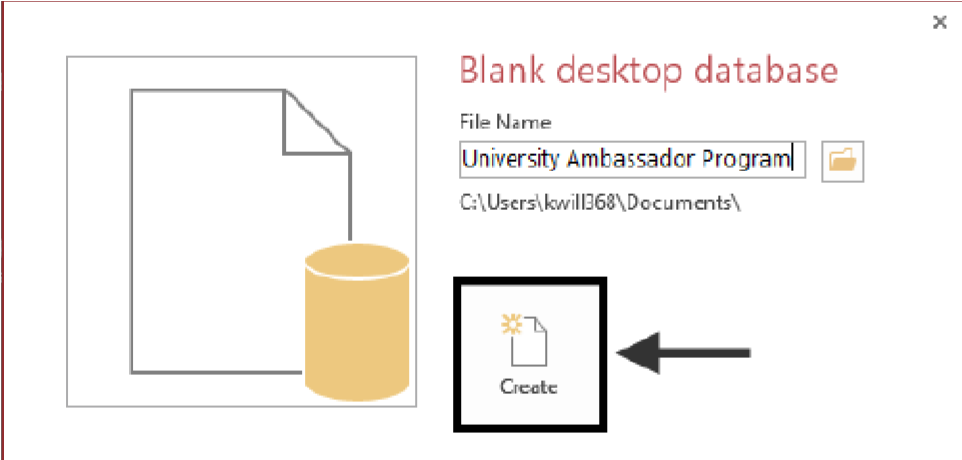 Blank desktop database
File Name
University Ambassador Program
C:\Users\kwill368\Documents\
Create